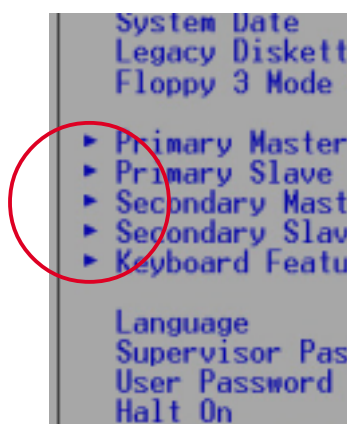 System Date
Legacy Diskett
Floppy 3 Mode
Primary Master
Primary Slave
Secondary Mast
Secondary Slav
Keyboard Featu
Language
Supervisor Pas
User Password
Halt On